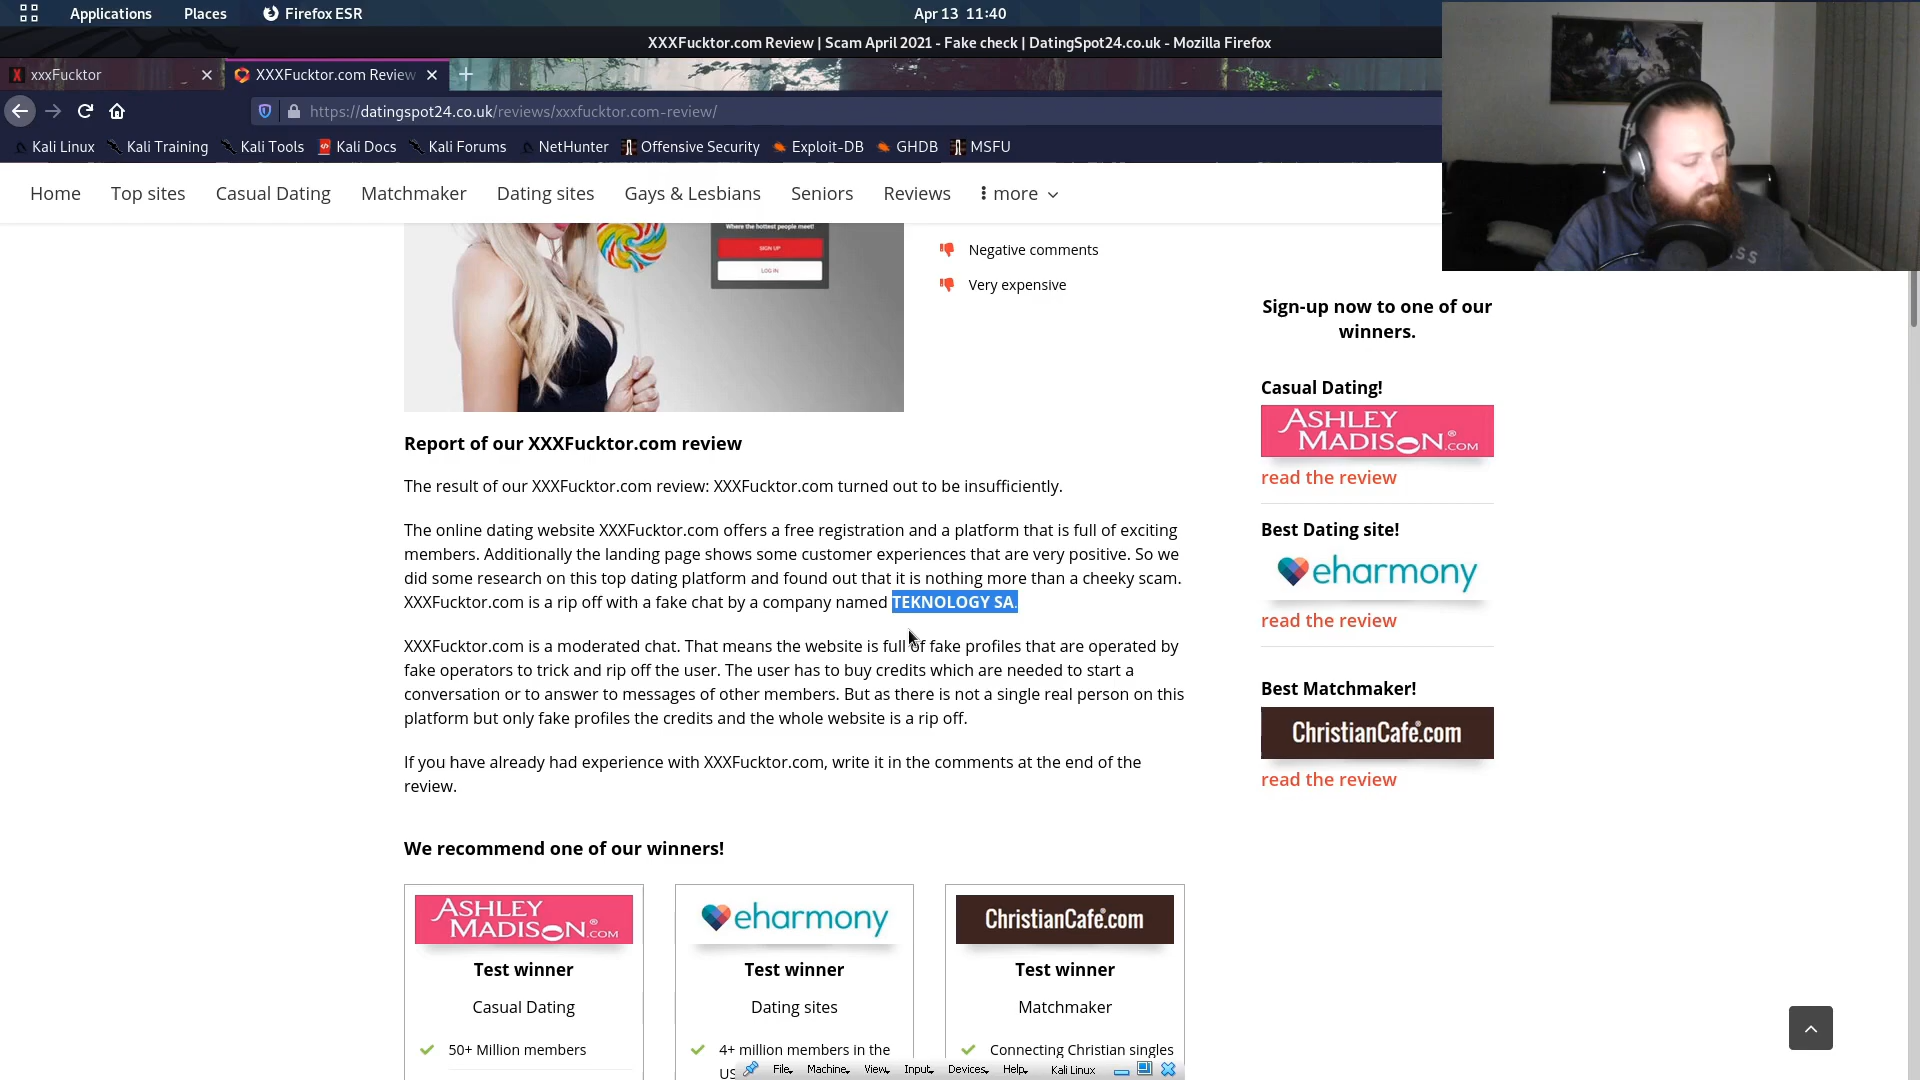 Applications Places Firefox ESR Apr 13 11:40
XXXFucktor.com Review | Scam April 2021 - Fake check | DatingSpot24.co.uk - Mozilla Firefox
xxxFucktor XXXFucktor.com Review
https://datingspot24.co.uk/reviews/xxxfucktor.com-review/
Kali Linux Kali Training Kali Tools Kali Docs Kali Forums NetHunter Offensive Security Exploit-DB GHDB MSFU
Home Top sites Casual Dating Matchmaker Dating sites Gays & Lesbians Seniors Reviews more
Where the hottest people meet!
SIGN UP
LOG IN
Negative comments
Very expensive
Report of our XXXFucktor.com review
The result of our XXXFucktor.com review: XXXFucktor.com turned out to be insufficiently.
The online dating website XXXFucktor.com offers a free registration and a platform that is full of exciting
members. Additionally the landing page shows some customer experiences that are very positive. So we
did some research on this top dating platform and found out that it is nothing more than a cheeky scam.
XXXFucktor.com is a rip off with a fake chat by a company named TEKNOLOGY SA.
XXXFucktor.com is a moderated chat. That means the website is full of fake profiles that are operated by
fake operators to trick and rip off the user. The user has to buy credits which are needed to start a
conversation or to answer to messages of other members. But as there is not a single real person on this
platform but only fake profiles the credits and the whole website is a rip off.
If you have already had experience with XXXFucktor.com, write it in the comments at the end of the
review.
We recommend one of our winners!
ASHLEY
MADISON®.COM
Test winner
Casual Dating
50+ Million members
eharmony
Test winner
Dating sites
4+ million members in the
US
ChristianCafe.com
Test winner
Matchmaker
Connecting Christian singles
Sign-up now to one of our
winners.
Casual Dating!
ASHLEY
MADISON®.COM
read the review
Best Dating site!
eharmony
read the review
Best Matchmaker!
ChristianCafe.com
read the review
File Machine View Input Devices Help Kali Linux